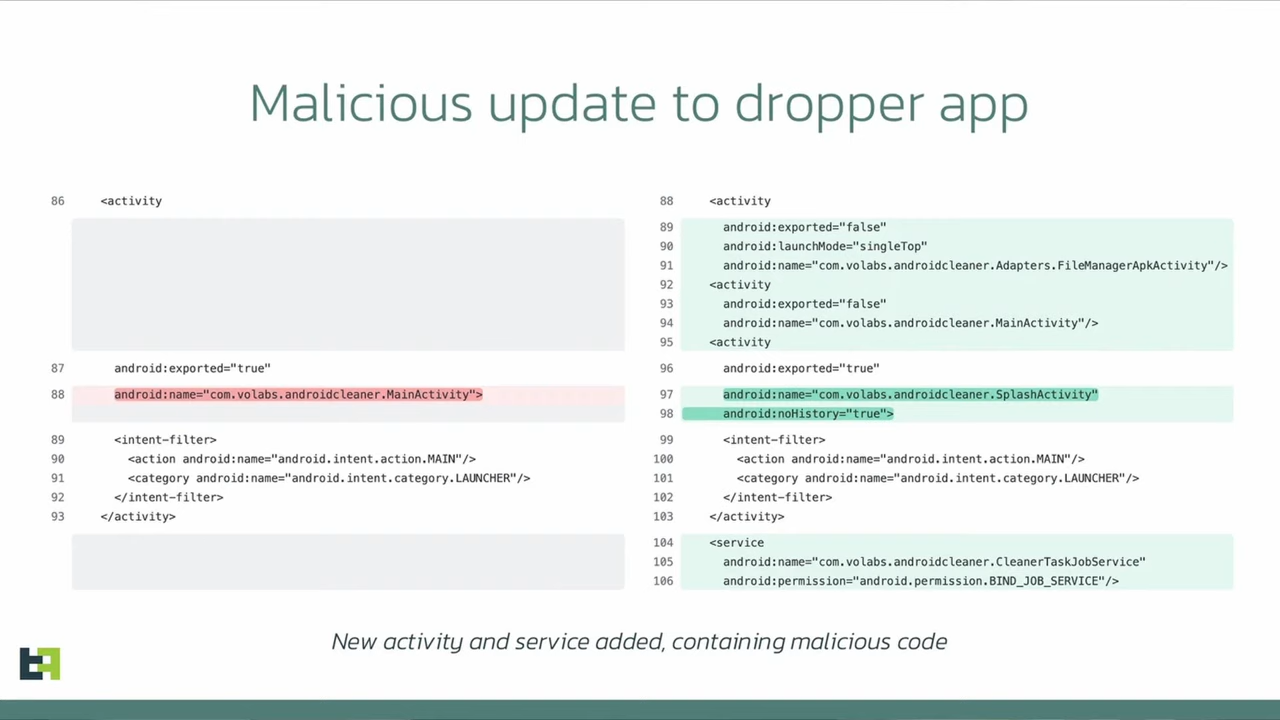 Malicious update to dropper app
86 <activity
87 android:exported="true"
88 android:name="com.volabs.androidcleaner.MainActivity">
89 <intent-filter>
90 <action android:name="android.intent.action.MAIN"/>
91 <category android:name="android.intent.category.LAUNCHER"/>
92 </intent-filter>
93 </activity>
88 <activity
89 android:exported="false"
90 android:launchMode="singleTop"
91 android:name="com.volabs.androidcleaner.Adapters.FileManagerApkActivity"/>
92 <activity
93 android:exported="false"
94 android:name="com.volabs.androidcleaner.MainActivity"/>
95 <activity
96 android:exported="true"
97 android:name="com.volabs.androidcleaner.SplashActivity"
98 android:noHistory="true">
99 <intent-filter>
100 <action android:name="android.intent.action.MAIN"/>
101 <category android:name="android.intent.category.LAUNCHER"/>
102 </intent-filter>
103 </activity>
104 <service
105 android:name="com.volabs.androidcleaner.CleanerTaskJobService"
106 android:permission="android.permission.BIND_JOB_SERVICE"/>
New activity and service added, containing malicious code